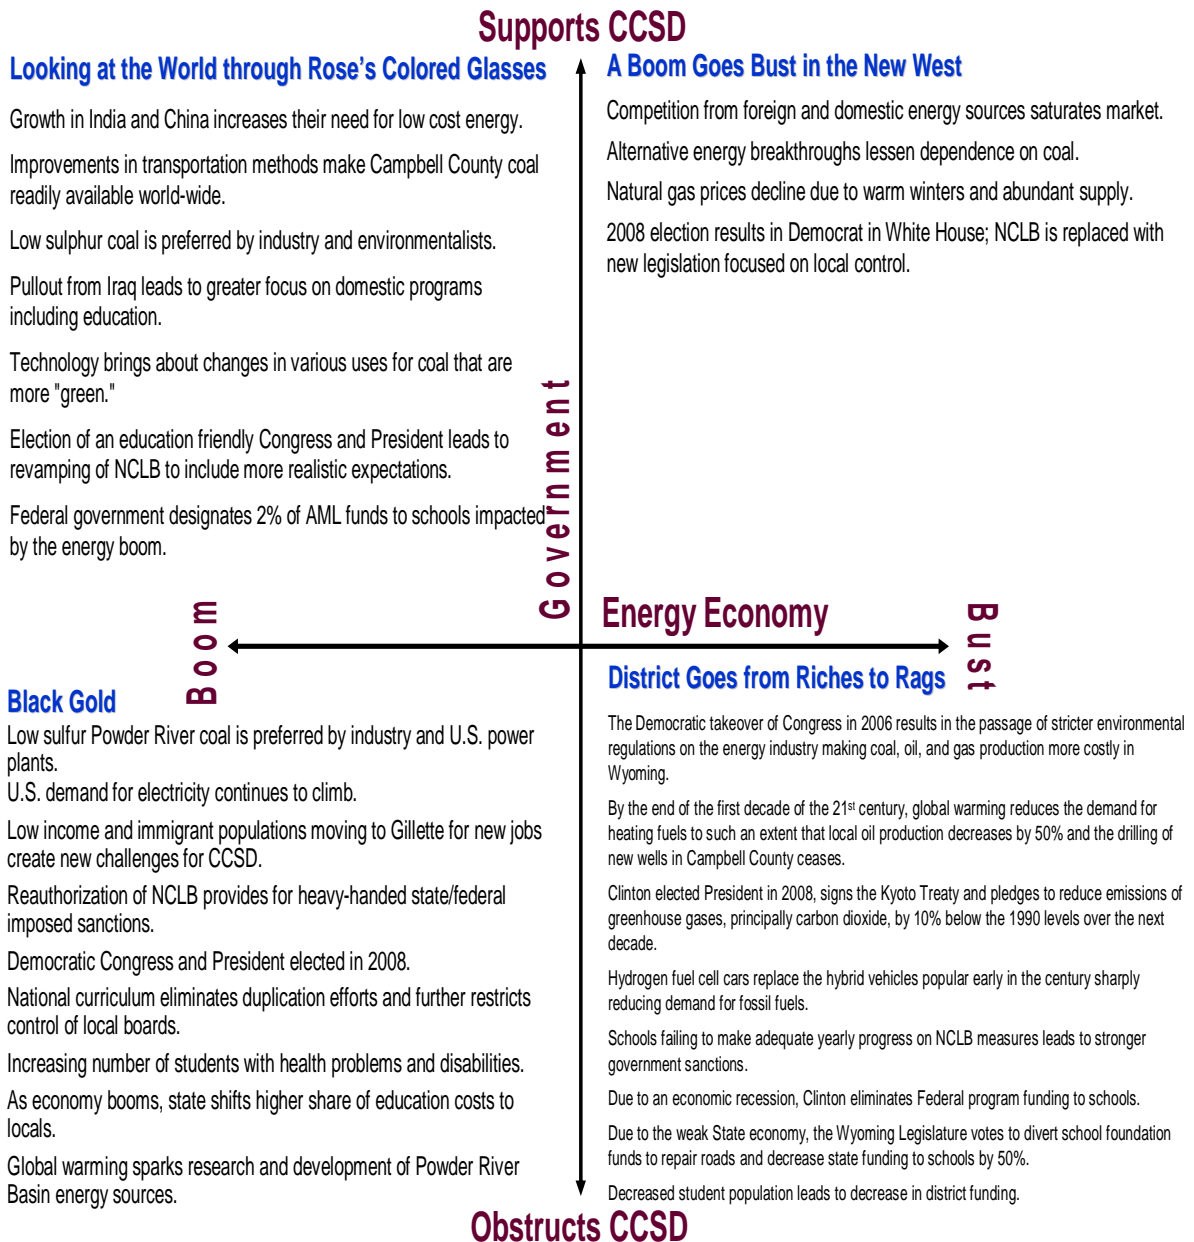 Supports CCSD
Looking at the World through Rose's Colored Glasses
Growth in India and China increases their need for low cost energy.
Improvements in transportation methods make Campbell County coal
readily available world-wide.
Low sulphur coal is preferred by industry and environmentalists.
Pullout from Iraq leads to greater focus on domestic programs
including education.
Technology brings about changes in various uses for coal that are
more "green."
Election of an education friendly Congress and President leads to
revamping of NCLB to include more realistic expectations.
Federal government designates 2% of AML funds to schools impacted
by the energy boom.
A Boom Goes Bust in the New West
Competition from foreign and domestic energy sources saturates market.
Alternative energy breakthroughs lessen dependence on coal.
Natural gas prices decline due to warm winters and abundant supply.
2008 election results in Democrat in White House; NCLB is replaced with
new legislation focused on local control.
Government
Energy Economy
Boom
Bust
Black Gold
Low sulfur Powder River coal is preferred by industry and U.S. power
plants.
U.S. demand for electricity continues to climb.
Low income and immigrant populations moving to Gillette for new jobs
create new challenges for CCSD.
Reauthorization of NCLB provides for heavy-handed state/federal
imposed sanctions.
Democratic Congress and President elected in 2008.
National curriculum eliminates duplication efforts and further restricts
control of local boards.
Increasing number of students with health problems and disabilities.
As economy booms, state shifts higher share of education costs to
locals.
Global warming sparks research and development of Powder River
Basin energy sources.
District Goes from Riches to Rags
The Democratic takeover of Congress in 2006 results in the passage of stricter environmental
regulations on the energy industry making coal, oil, and gas production more costly in
Wyoming.
By the end of the first decade of the 21st century, global warming reduces the demand for
heating fuels to such an extent that local oil production decreases by 50% and the drilling of
new wells in Campbell County ceases.
Clinton elected President in 2008, signs the Kyoto Treaty and pledges to reduce emissions of
greenhouse gases, principally carbon dioxide, by 10% below the 1990 levels over the next
decade.
Hydrogen fuel cell cars replace the hybrid vehicles popular early in the century sharply
reducing demand for fossil fuels.
Schools failing to make adequate yearly progress on NCLB measures leads to stronger
government sanctions.
Due to an economic recession, Clinton eliminates Federal program funding to schools.
Due to the weak State economy, the Wyoming Legislature votes to divert school foundation
funds to repair roads and decrease state funding to schools by 50%.
Decreased student population leads to decrease in district funding.
Obstructs CCSD